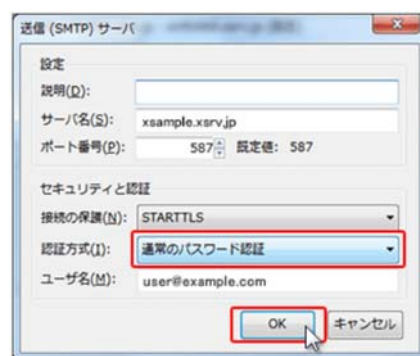 送信 (SMTP) サーバ
設定
説明(D):
サーバ名(S): xsample.xsrv.jp
ポート番号(P): 587 既定値: 587
セキュリティと認証
接続の保護(N): STARTTLS
認証方式(I): 通常のパスワード認証
ユーザ名(M): user@example.com
OK キャンセル